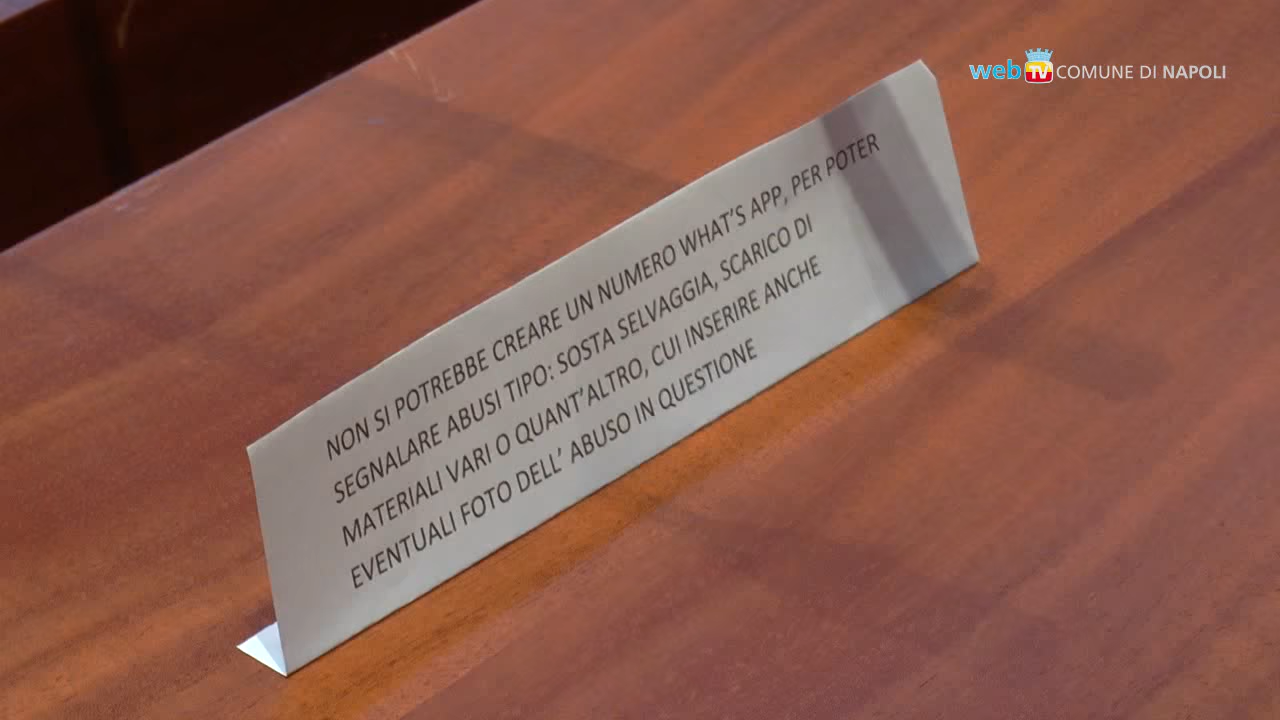 web TV COMUNE DI NAPOLI
NON SI POTREBBE CREARE UN NUMERO WHAT'S APP, PER POTER
SEGNALARE ABUSI TIPO: SOSTA SELVAGGIA, SCARICO DI
MATERIALI VARI O QUANT'ALTRO, CUI INSERIRE ANCHE
EVENTUALI FOTO DELL' ABUSO IN QUESTIONE